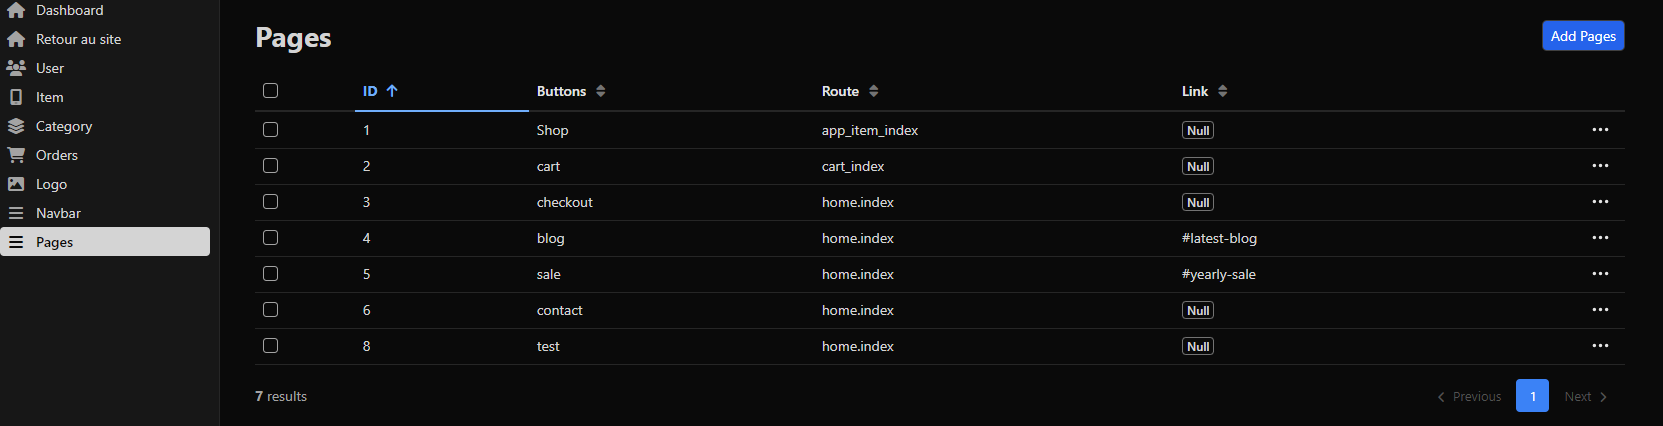 Dashboard
Retour au site
User
Item
Category
Orders
Logo
Navbar
Pages
Pages
Add Pages
ID Buttons Route Link
1 Shop app_item_index Null
2 cart cart_index Null
3 checkout home.index Null
4 blog home.index #latest-blog
5 sale home.index #yearly-sale
6 contact home.index Null
8 test home.index Null
7 results
Previous 1 Next